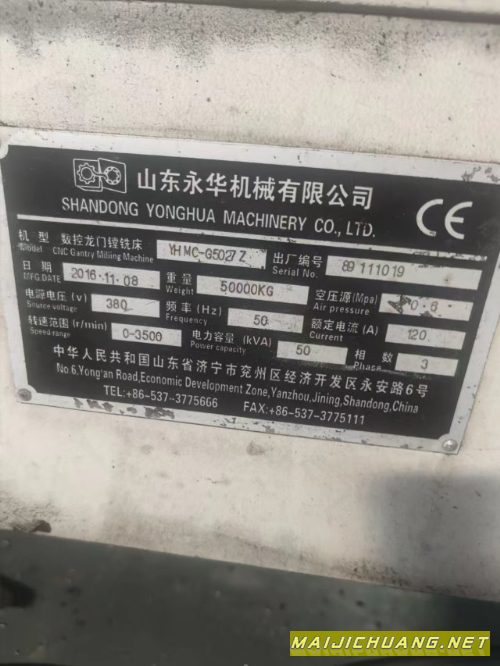 山东永华机械有限公司
SHANDONG YONGHUA MACHINERY CO., LTD.
CE
机型 数控龙门镗铣床 YHMC-G5027Z 出厂编号 89111019
Model CNC Gantry Milling Machine Serial No.
日期 2016·11·08 重量 50000KG 空压源(Mpa) 0·6
MFG.DATE Weight Air pressure
电源电压(v) 380 频率(Hz) 50 额定电流(A) 120
Source voltage Frequency Current
转速范围(r/min) 0-3500 电力容量(kVA) 50 相数 3
Speed range Power capacity Phase
中华人民共和国山东省济宁市兖州区经济开发区永安路6号
No.6,Yong'an Road,Economic Development Zone,Yanzhou,Jining,Shandong,China
TEL:+86-537-3775666 FAX:+86-537-3775111
MAIJICHUANG.NET